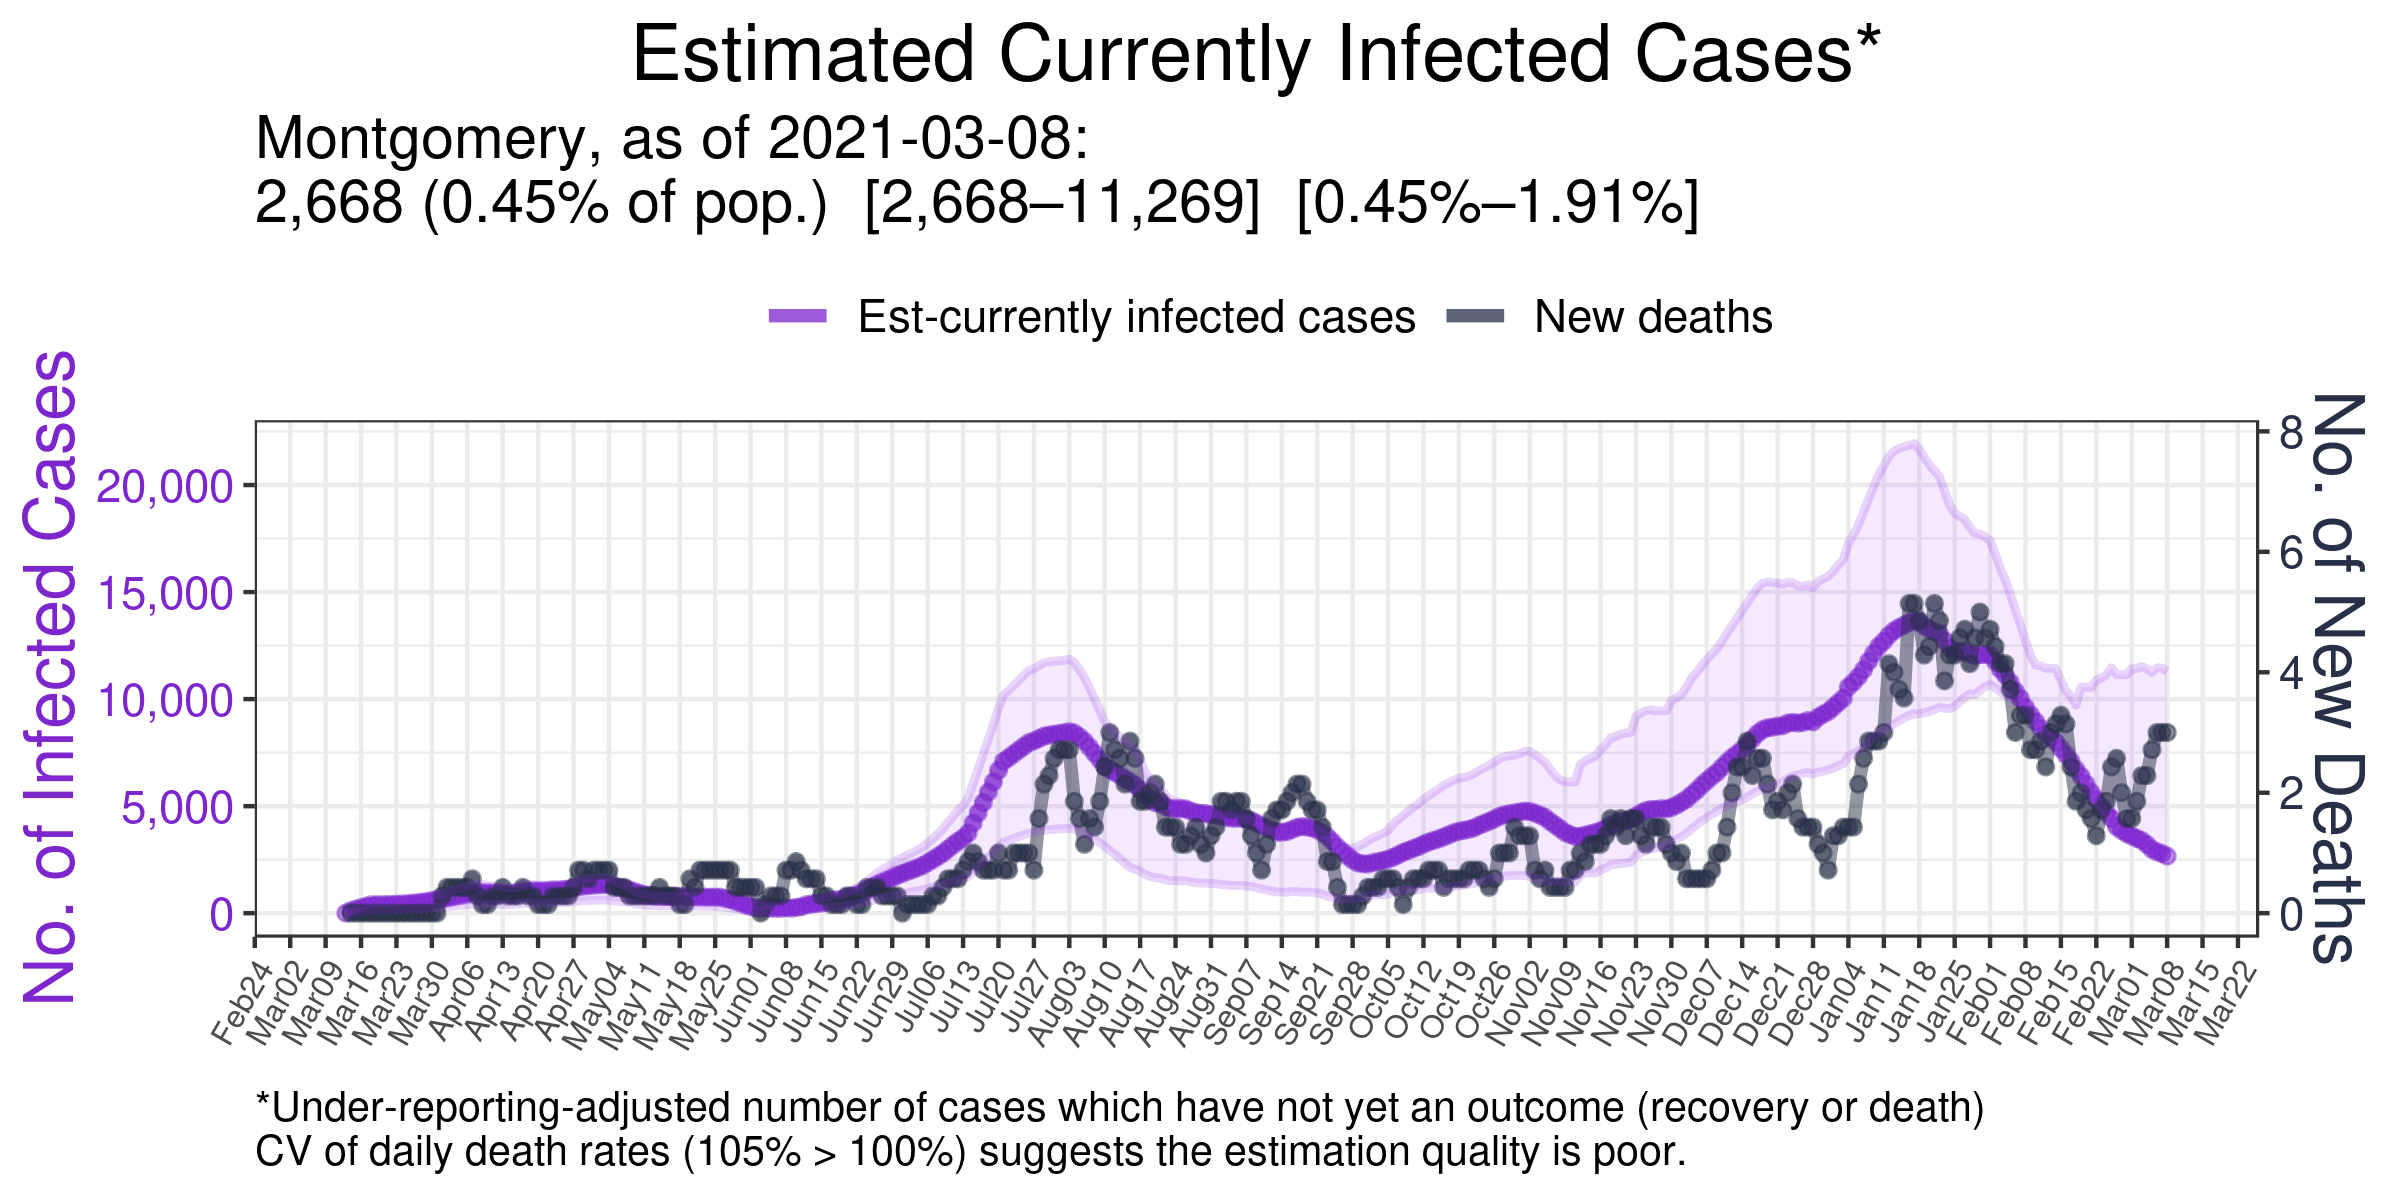 Estimated Currently Infected Cases*
Montgomery, as of 2021-03-08:
2,668 (0.45% of pop.) [2,668–11,269] [0.45%–1.91%]
Est-currently infected cases
New deaths
No. of Infected Cases
20,000
15,000
10,000
5,000
0
8
6
4
2
0
No. of New Deaths
Feb24
Mar02
Mar09
Mar16
Mar23
Mar30
Apr06
Apr13
Apr20
Apr27
May04
May11
May18
May25
Jun01
Jun08
Jun15
Jun22
Jun29
Jul06
Jul13
Jul20
Jul27
Aug03
Aug10
Aug17
Aug24
Aug31
Sep07
Sep14
Sep21
Sep28
Oct05
Oct12
Oct19
Oct26
Nov02
Nov09
Nov16
Nov23
Nov30
Dec07
Dec14
Dec21
Dec28
Jan04
Jan11
Jan18
Jan25
Feb01
Feb08
Feb15
Feb22
Mar01
Mar08
Mar15
Mar22
*Under-reporting-adjusted number of cases which have not yet an outcome (recovery or death)
CV of daily death rates (105% > 100%) suggests the estimation quality is poor.